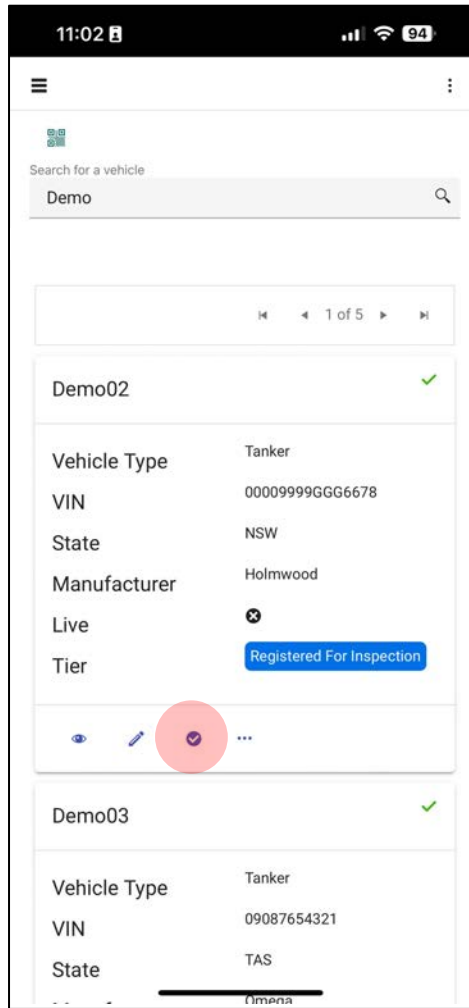 11:02 94
Search for a vehicle
Demo
1 of 5
Demo02
Vehicle Type Tanker
VIN 00009999GGG6678
State NSW
Manufacturer Holmwood
Live
Tier Registered For Inspection
Demo03
Vehicle Type Tanker
VIN 09087654321
State TAS
Omega